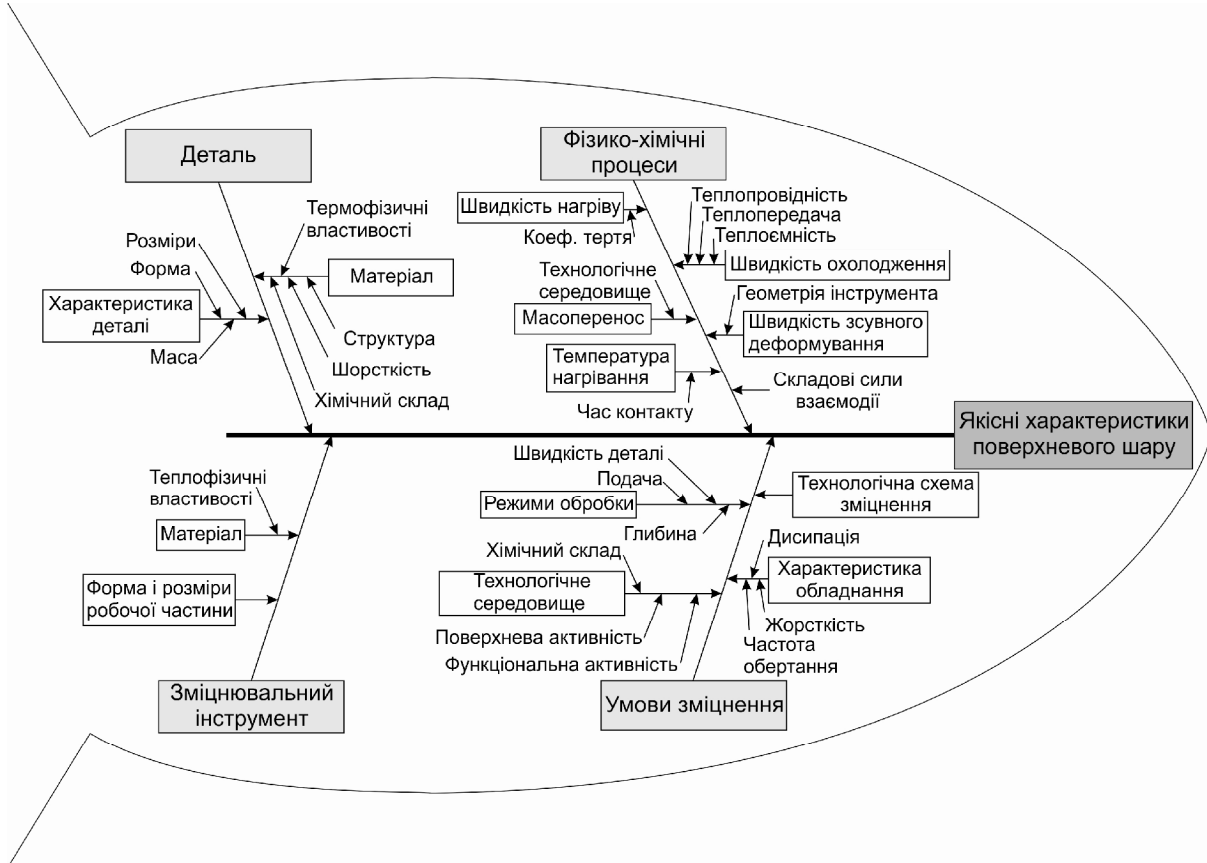 Деталь
Термофізичні
властивості
Розміри
Форма
Матеріал
Характеристика
деталі
Маса
Структура
Шорсткість
Хімічний склад
Фізико-хімічні
процеси
Швидкість нагріву
Коеф. тертя
Теплопровідність
Теплопередача
Теплоємність
Швидкість охолодження
Технологічне
середовище
Масоперенос
Геометрія інструмента
Швидкість зсувного
деформування
Температура
нагрівання
Час контакту
Складові сили
взаємодії
Якісні характеристики
поверхневого шару
Теплофізичні
властивості
Матеріал
Форма і розміри
робочої частини
Зміцнювальний
інструмент
Швидкість деталі
Подача
Режими обробки
Глибина
Технологічна схема
зміцнення
Хімічний склад
Технологічне
середовище
Поверхнева активність
Функціональна активність
Дисипація
Характеристика
обладнання
Жорсткість
Частота
обертання
Умови зміцнення